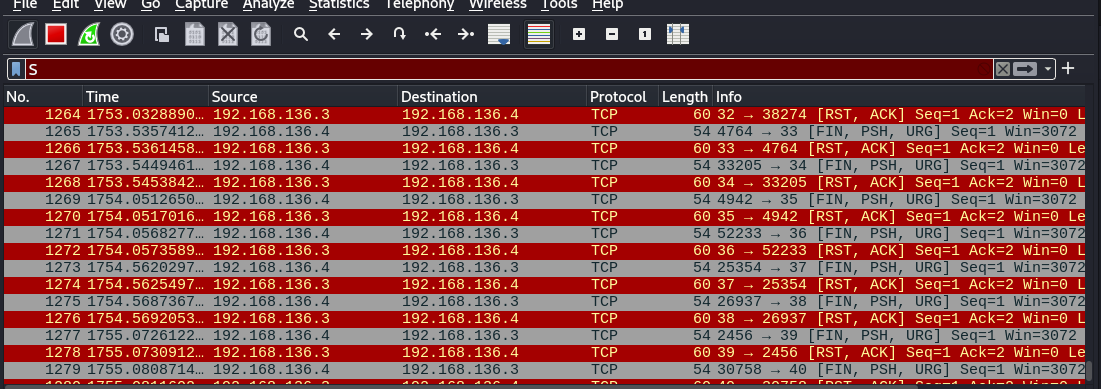 File Edit View Go Capture Analyze Statistics Telephony Wireless Tools Help
S
No. Time Source Destination Protocol Length Info
1264 1753.0328890… 192.168.136.3 192.168.136.4 TCP 60 32 → 38274 [RST, ACK] Seq=1 Ack=2 Win=0 L
1265 1753.5357412… 192.168.136.4 192.168.136.3 TCP 54 4764 → 33 [FIN, PSH, URG] Seq=1 Win=3072
1266 1753.5361458… 192.168.136.3 192.168.136.4 TCP 60 33 → 4764 [RST, ACK] Seq=1 Ack=2 Win=0 Le
1267 1753.5449461… 192.168.136.4 192.168.136.3 TCP 54 33205 → 34 [FIN, PSH, URG] Seq=1 Win=3072
1268 1753.5453842… 192.168.136.3 192.168.136.4 TCP 60 34 → 33205 [RST, ACK] Seq=1 Ack=2 Win=0 L
1269 1754.0512650… 192.168.136.4 192.168.136.3 TCP 54 4942 → 35 [FIN, PSH, URG] Seq=1 Win=3072
1270 1754.0517016… 192.168.136.3 192.168.136.4 TCP 60 35 → 4942 [RST, ACK] Seq=1 Ack=2 Win=0 Le
1271 1754.0568277… 192.168.136.4 192.168.136.3 TCP 54 52233 → 36 [FIN, PSH, URG] Seq=1 Win=3072
1272 1754.0573589… 192.168.136.3 192.168.136.4 TCP 60 36 → 52233 [RST, ACK] Seq=1 Ack=2 Win=0 L
1273 1754.5620297… 192.168.136.4 192.168.136.3 TCP 54 25354 → 37 [FIN, PSH, URG] Seq=1 Win=3072
1274 1754.5625497… 192.168.136.3 192.168.136.4 TCP 60 37 → 25354 [RST, ACK] Seq=1 Ack=2 Win=0 L
1275 1754.5687367… 192.168.136.4 192.168.136.3 TCP 54 26937 → 38 [FIN, PSH, URG] Seq=1 Win=3072
1276 1754.5692053… 192.168.136.3 192.168.136.4 TCP 60 38 → 26937 [RST, ACK] Seq=1 Ack=2 Win=0 L
1277 1755.0726122… 192.168.136.4 192.168.136.3 TCP 54 2456 → 39 [FIN, PSH, URG] Seq=1 Win=3072
1278 1755.0730912… 192.168.136.3 192.168.136.4 TCP 60 39 → 2456 [RST, ACK] Seq=1 Ack=2 Win=0 Le
1279 1755.0808714… 192.168.136.4 192.168.136.3 TCP 54 30758 → 40 [FIN, PSH, URG] Seq=1 Win=3072